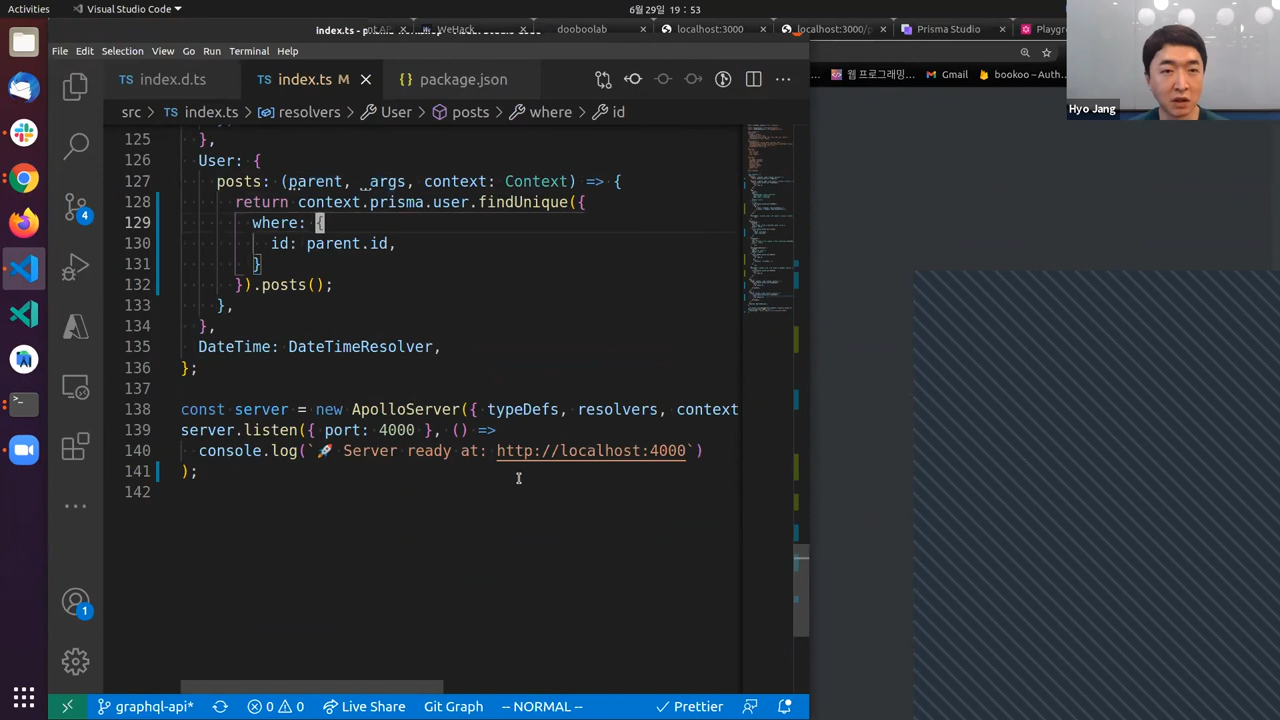 Activities
Visual Studio Code
6월 29일 19 : 53
index.ts -
WeHack
dooboolab
localhost:3000
localhost:3000/
Prisma Studio
Playg
File Edit Selection View Go Run Terminal Help
index.d.ts
index.ts M
package.json
웹 프로그래밍...
Gmail
bookoo – Auth...
Hyo Jang
src > index.ts > resolvers > User > posts > where > id
125 },
126 User: {
127 posts: (parent, _args, context: Context) => {
128 return context.prisma.user.findUnique({
129 where: {
130 id: parent.id,
131 }
132 }).posts();
133 },
134 },
135 DateTime: DateTimeResolver,
136 };
137
138 const server = new ApolloServer({ typeDefs, resolvers, context
139 server.listen({ port: 4000 }, () =>
140 console.log(`🚀 Server ready at: http://localhost:4000`)
141 );
142
4
1
graphql-api*
0 0
Live Share
Git Graph
-- NORMAL --
Prettier